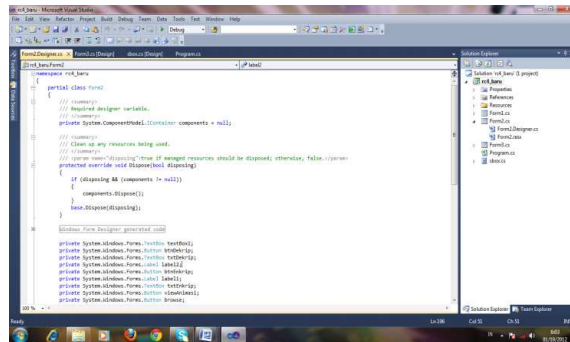 rc4_baru - Microsoft Visual Studio
File Edit View Refactor Project Build Debug Team Data Tools Test Window Help
Debug
Form2.Designer.cs Form3.cs [Design] docx.cs [Design] Program.cs
rc4_baru.Form2 label2
namespace rc4_baru
{
partial class Form2
{
/// <summary>
/// Required designer variable.
/// </summary>
private System.ComponentModel.IContainer components = null;
/// <summary>
/// Clean up any resources being used.
/// </summary>
/// <param name="disposing">true if managed resources should be disposed; otherwise, false.</param>
protected override void Dispose(bool disposing)
{
if (disposing && (components != null))
{
components.Dispose();
}
base.Dispose(disposing);
}
Windows Form Designer generated code
private System.Windows.Forms.TextBox textBox1;
private System.Windows.Forms.Button btnDekrip;
private System.Windows.Forms.TextBox txtDekrip;
private System.Windows.Forms.Label label2;
private System.Windows.Forms.Button btnEnkrip;
private System.Windows.Forms.Label label1;
private System.Windows.Forms.TextBox txtEnkrip;
private System.Windows.Forms.Button viewAnimasi;
private System.Windows.Forms.Button browse;
100 %
Toolbox
Data Sources
Solution Explorer
Solution 'rc4_baru' (1 project)
rc4_baru
Properties
References
Resources
Form1.cs
Form2.cs
Form2.Designer.cs
Form2.resx
Form3.cs
Program.cs
docx.cs
Solution Explorer Team Explorer
Ready Ln 196 Col 51 Ch 51 INS
IN